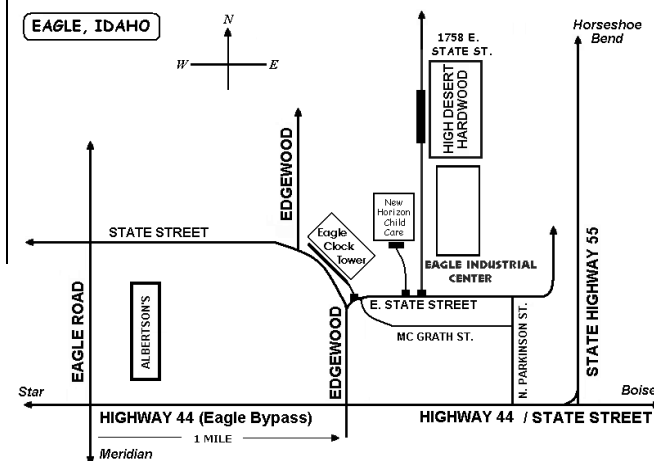 EAGLE, IDAHO
N
W
E
Horseshoe
Bend
1758 E.
STATE ST.
HIGH DESERT
HARDWOOD
EDGEWOOD
New
Horizon
Child
Care
Eagle
Clock
Tower
STATE STREET
EAGLE INDUSTRIAL
CENTER
EAGLE ROAD
ALBERTSON'S
EDGEWOOD
E. STATE STREET
MC GRATH ST.
N. PARKINSON ST.
STATE HIGHWAY 55
Star
Boise
HIGHWAY 44 (Eagle Bypass)
HIGHWAY 44 / STATE STREET
1 MILE
Meridian